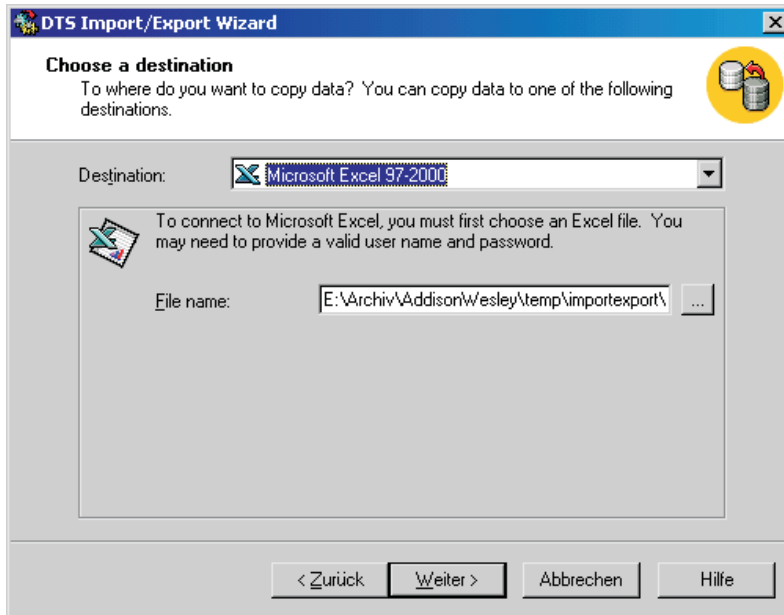 DTS Import/Export Wizard
Choose a destination
To where do you want to copy data? You can copy data to one of the following
destinations.
Destination:
Microsoft Excel 97-2000
To connect to Microsoft Excel, you must first choose an Excel file. You
may need to provide a valid user name and password.
File name:
E:\Archiv\AddisonWesley\temp\importexport\
...
< Zurück
Weiter >
Abbrechen
Hilfe